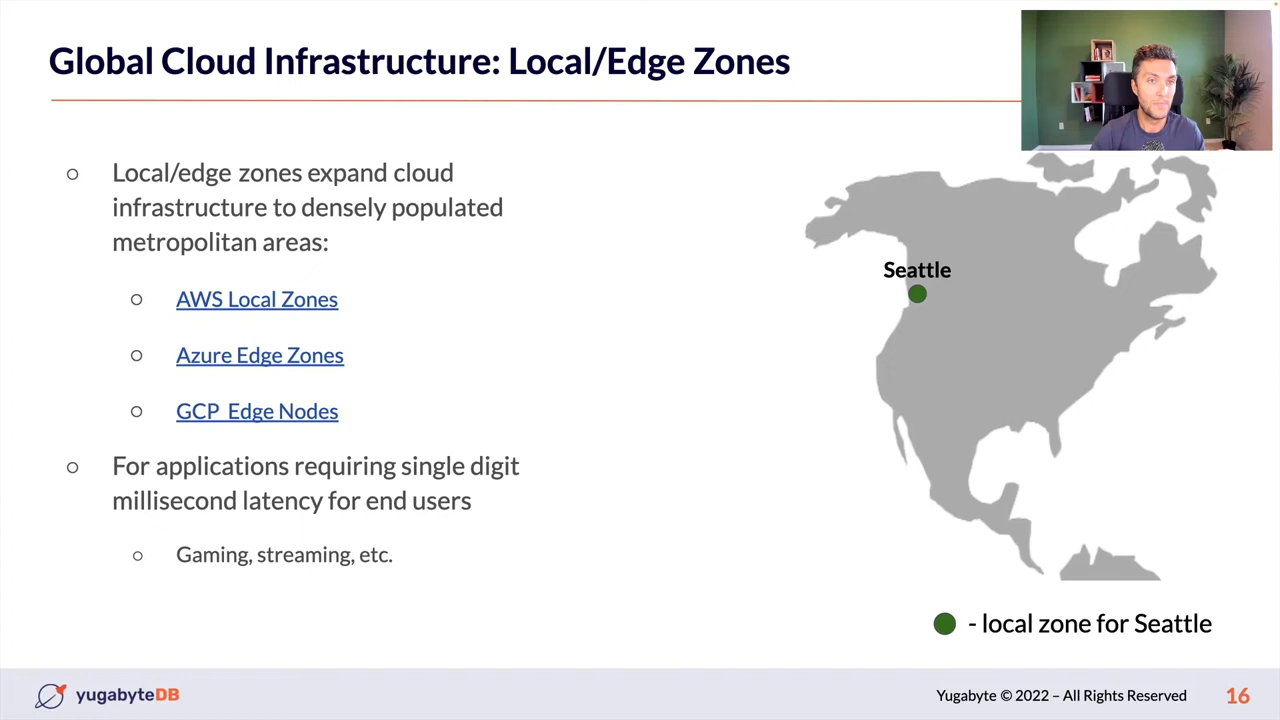 Global Cloud Infrastructure: Local/Edge Zones
Local/edge zones expand cloud
infrastructure to densely populated
metropolitan areas:
AWS Local Zones
Azure Edge Zones
GCP Edge Nodes
For applications requiring single digit
millisecond latency for end users
Gaming, streaming, etc.
Seattle
- local zone for Seattle
yugabyteDB
Yugabyte © 2022 – All Rights Reserved
16